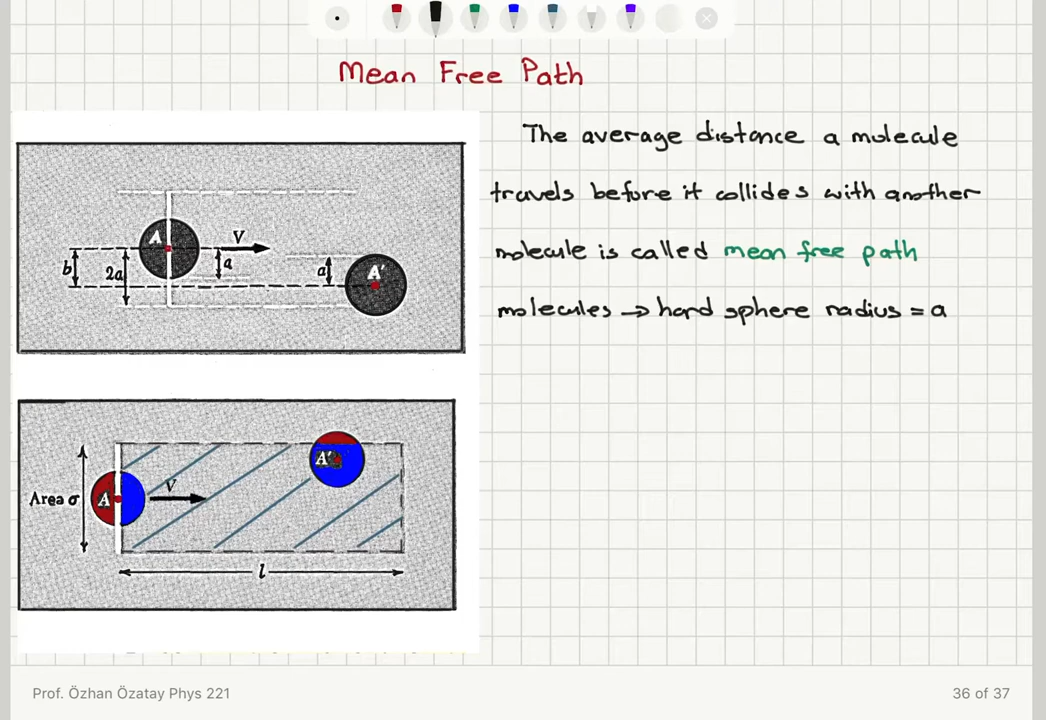 Mean Free Path
The average distance a molecule
travels before it collides with another
molecule is called mean free path
molecules → hard sphere radius = a
A
V
b
2a
a
a
A'
Area σ
A
V
A'
l
Prof. Özhan Özatay Phys 221
36 of 37